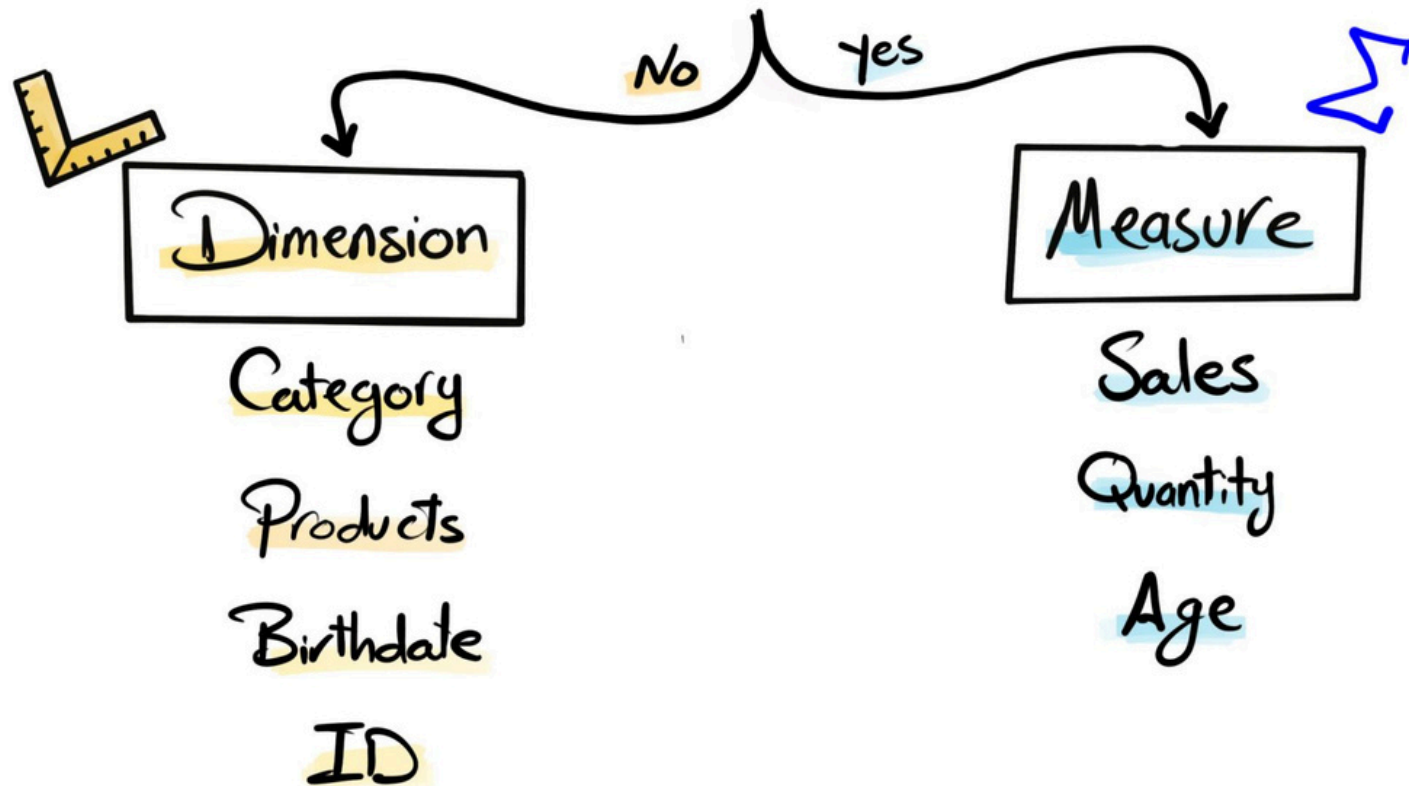 No
Yes
Dimension
Measure
Category
Products
Birthdate
ID
Sales
Quantity
Age